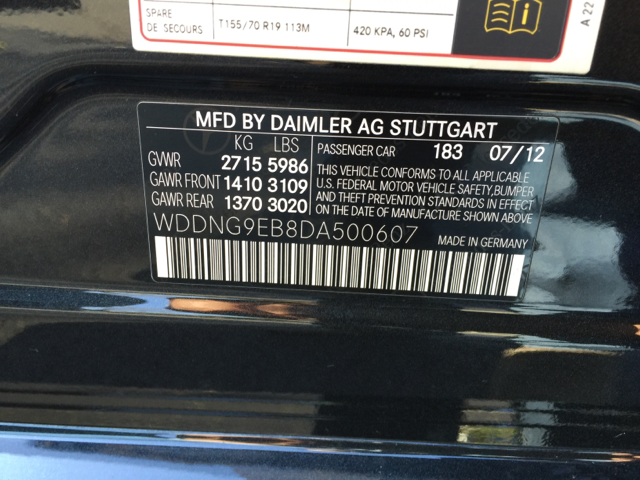 SPARE
DE SECOURS
T155/70 R19 113M
420 KPA, 60 PSI
A 22
MFD BY DAIMLER AG STUTTGART
KG LBS
GVWR 2715 5986
GAWR FRONT 1410 3109
GAWR REAR 1370 3020
PASSENGER CAR 183 07/12
THIS VEHICLE CONFORMS TO ALL APPLICABLE
U.S. FEDERAL MOTOR VEHICLE SAFETY,BUMPER
AND THEFT PREVENTION STANDARDS IN EFFECT
ON THE DATE OF MANUFACTURE SHOWN ABOVE.
WDDNG9EB8DA500607
MADE IN GERMANY